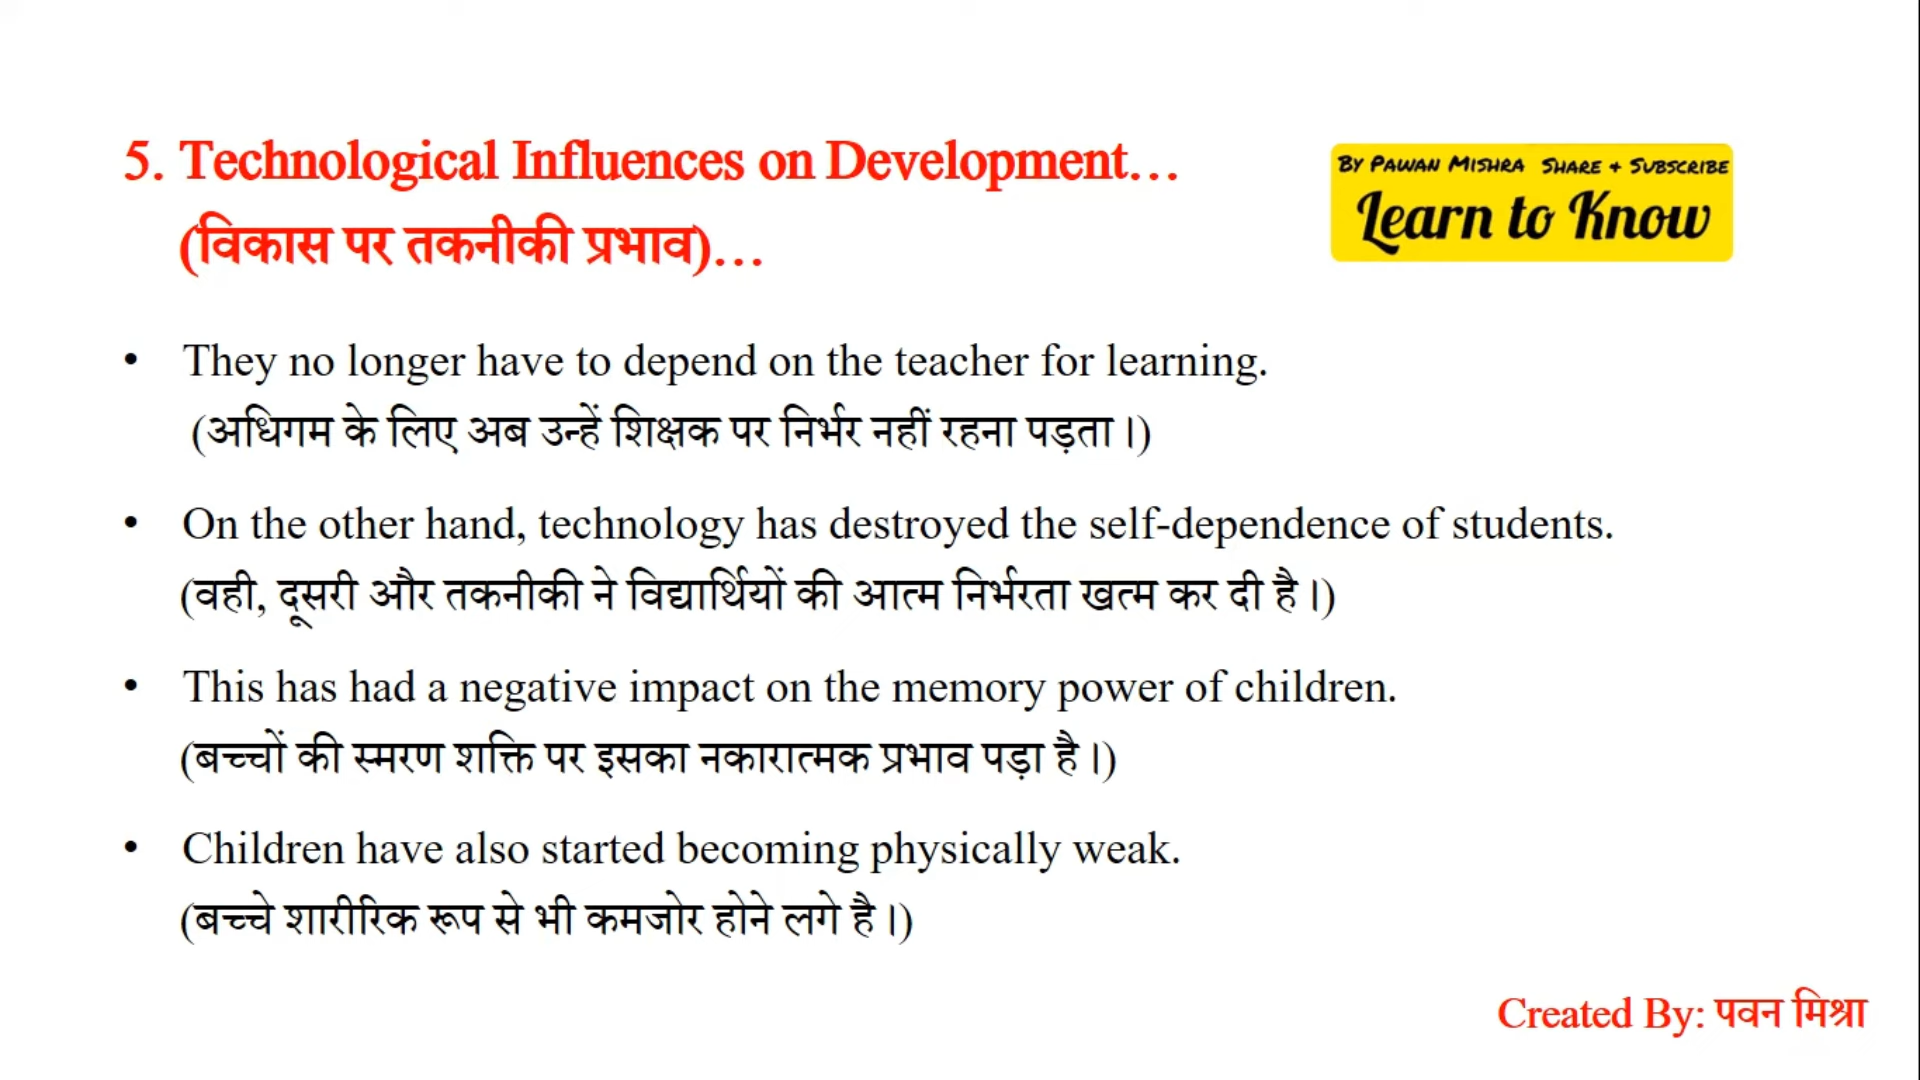 5. Technological Influences on Development…
(विकास पर तकनीकी प्रभाव)…
By Pawan Mishra Share + Subscribe
Learn to Know
• They no longer have to depend on the teacher for learning.
(अधिगम के लिए अब उन्हें शिक्षक पर निर्भर नहीं रहना पड़ता।)
• On the other hand, technology has destroyed the self-dependence of students.
(वही, दूसरी और तकनीकी ने विद्यार्थियों की आत्म निर्भरता खत्म कर दी है।)
• This has had a negative impact on the memory power of children.
(बच्चों की स्मरण शक्ति पर इसका नकारात्मक प्रभाव पड़ा है।)
• Children have also started becoming physically weak.
(बच्चे शारीरिक रूप से भी कमजोर होने लगे है।)
Created By: पवन मिश्रा